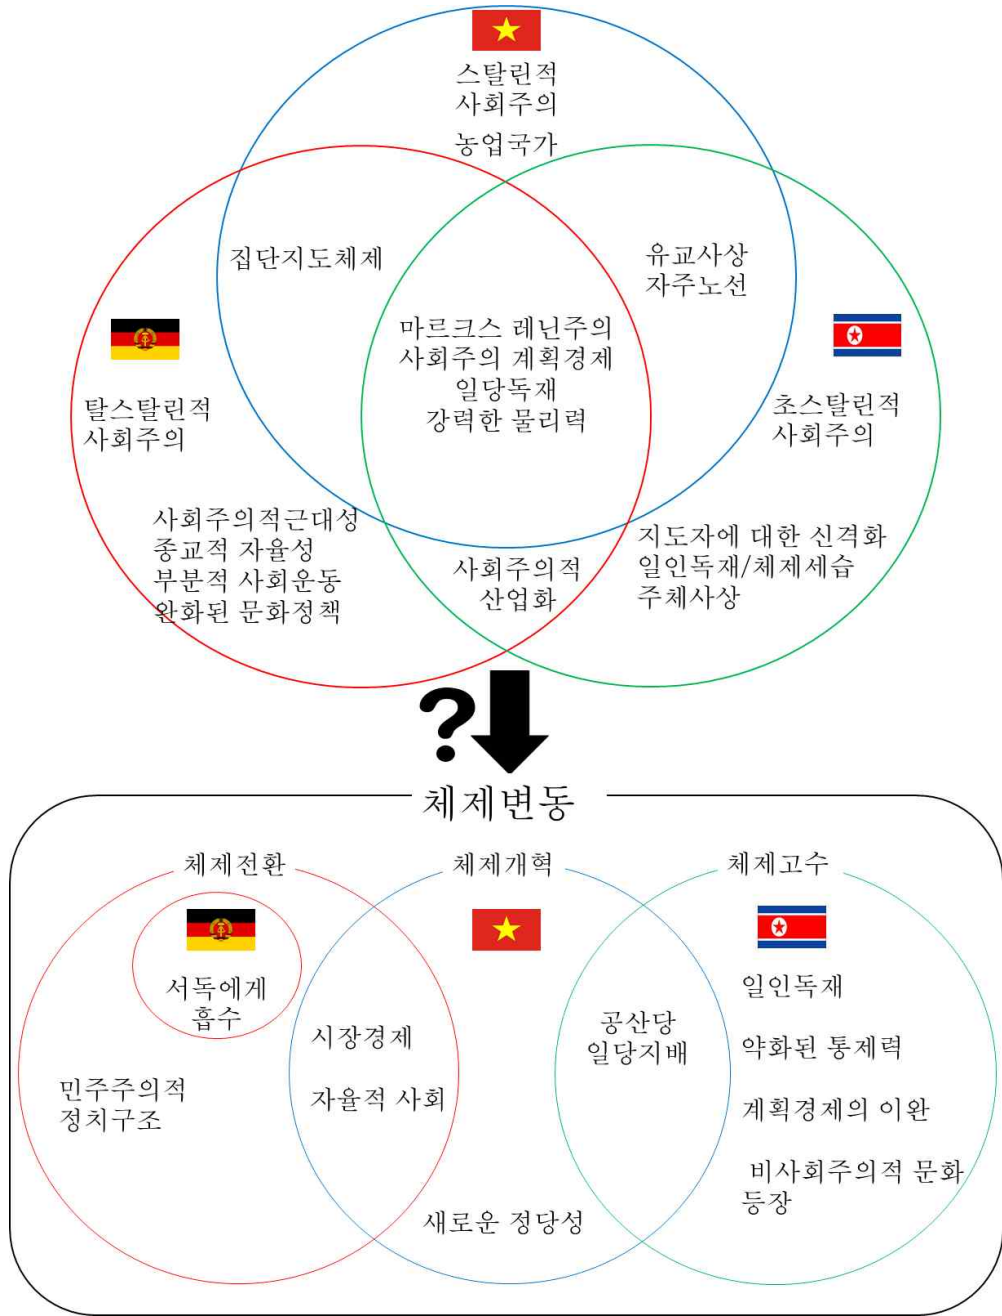 스탈린적
사회주의
농업국가
집단지도체제
유교사상
자주노선
마르크스 레닌주의
사회주의 계획경제
일당독재
강력한 물리력
탈스탈린적
사회주의
초스탈린적
사회주의
사회주의적근대성
종교적 자율성
부분적 사회운동
완화된 문화정책
사회주의적
산업화
지도자에 대한 신격화
일인독재/체제세습
주체사상
?
체제변동
체제전환
체제개혁
체제고수
서독에게
흡수
민주주의적
정치구조
시장경제
자율적 사회
새로운 정당성
공산당
일당지배
일인독재
약화된 통제력
계획경제의 이완
비사회주의적 문화
등장